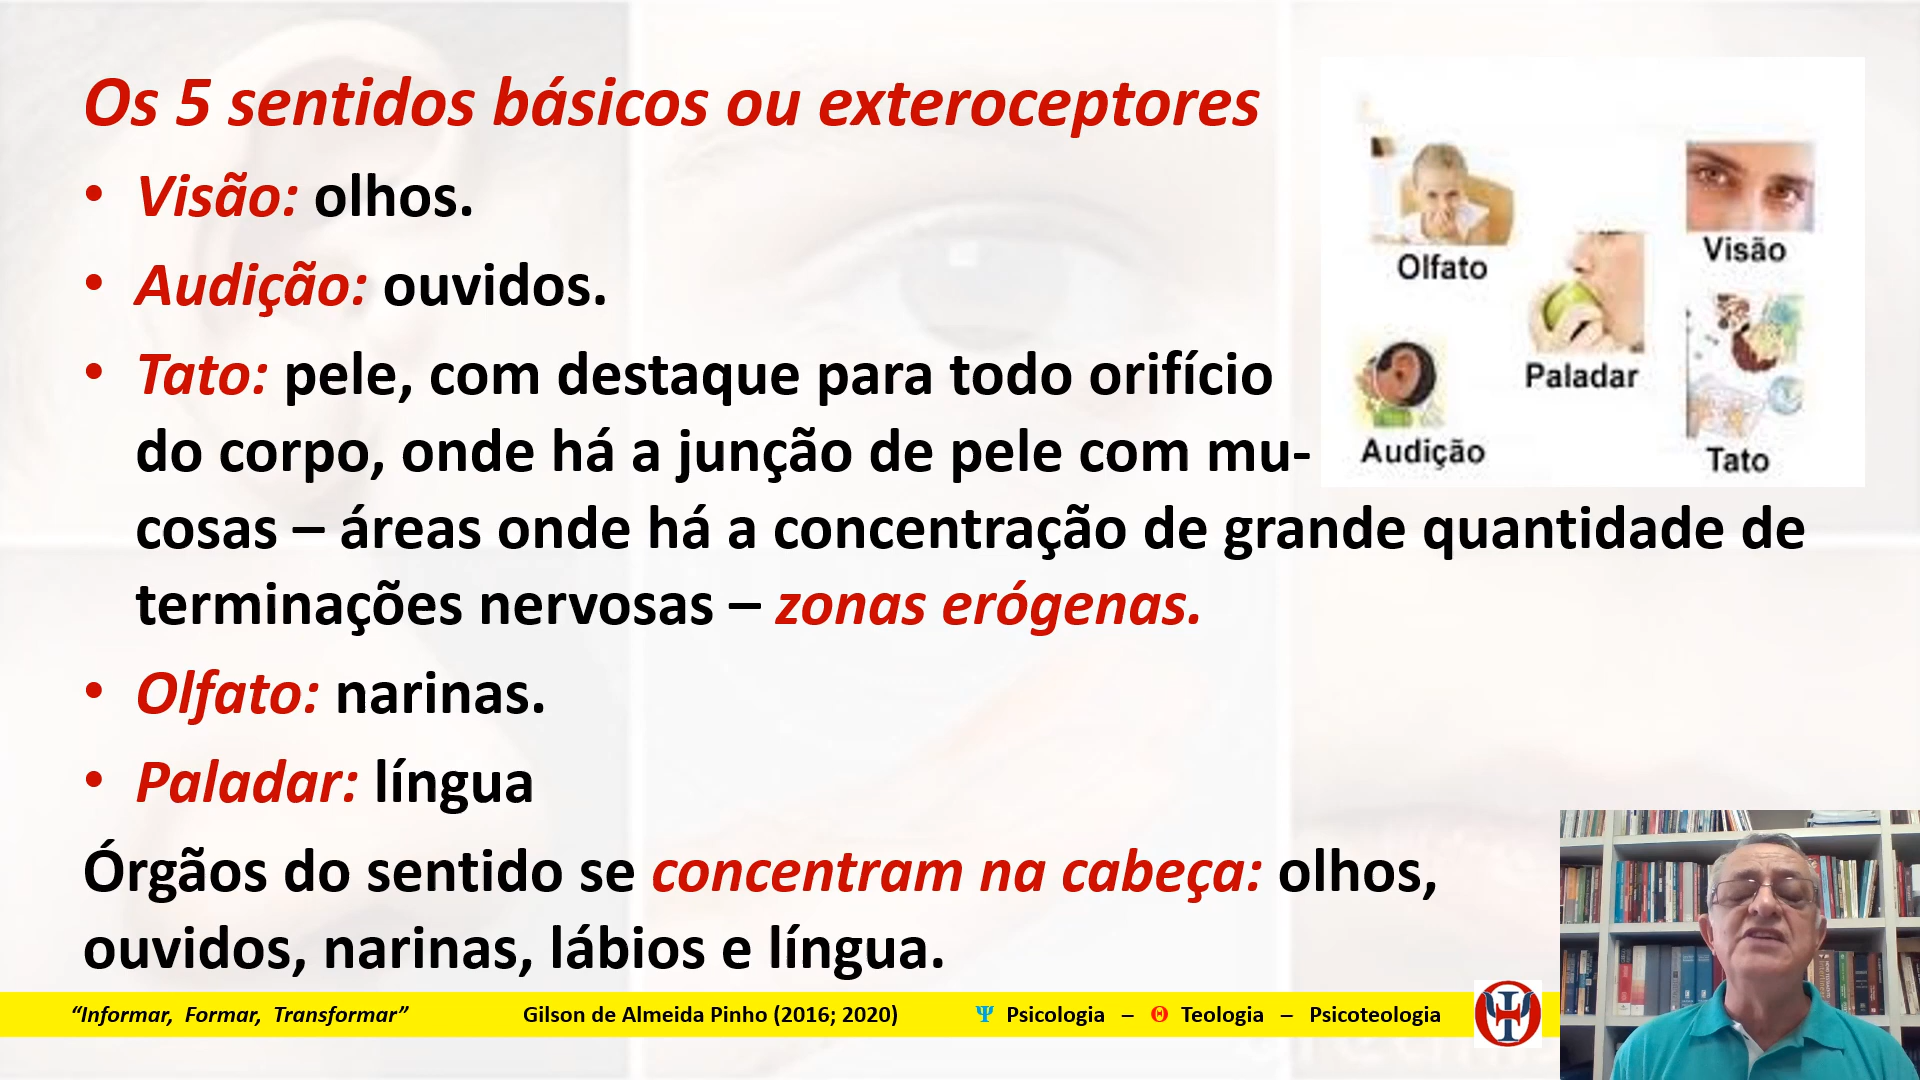 Os 5 sentidos básicos ou exteroceptores
• Visão: olhos.
• Audição: ouvidos.
• Tato: pele, com destaque para todo orifício
do corpo, onde há a junção de pele com mu-
cosas – áreas onde há a concentração de grande quantidade de
terminações nervosas – zonas erógenas.
• Olfato: narinas.
• Paladar: língua
Órgãos do sentido se concentram na cabeça: olhos,
ouvidos, narinas, lábios e língua.
Olfato
Visão
Paladar
Audição
Tato
“Informar, Formar, Transformar” Gilson de Almeida Pinho (2016; 2020) Ψ Psicologia – Θ Teologia – Psicoteologia